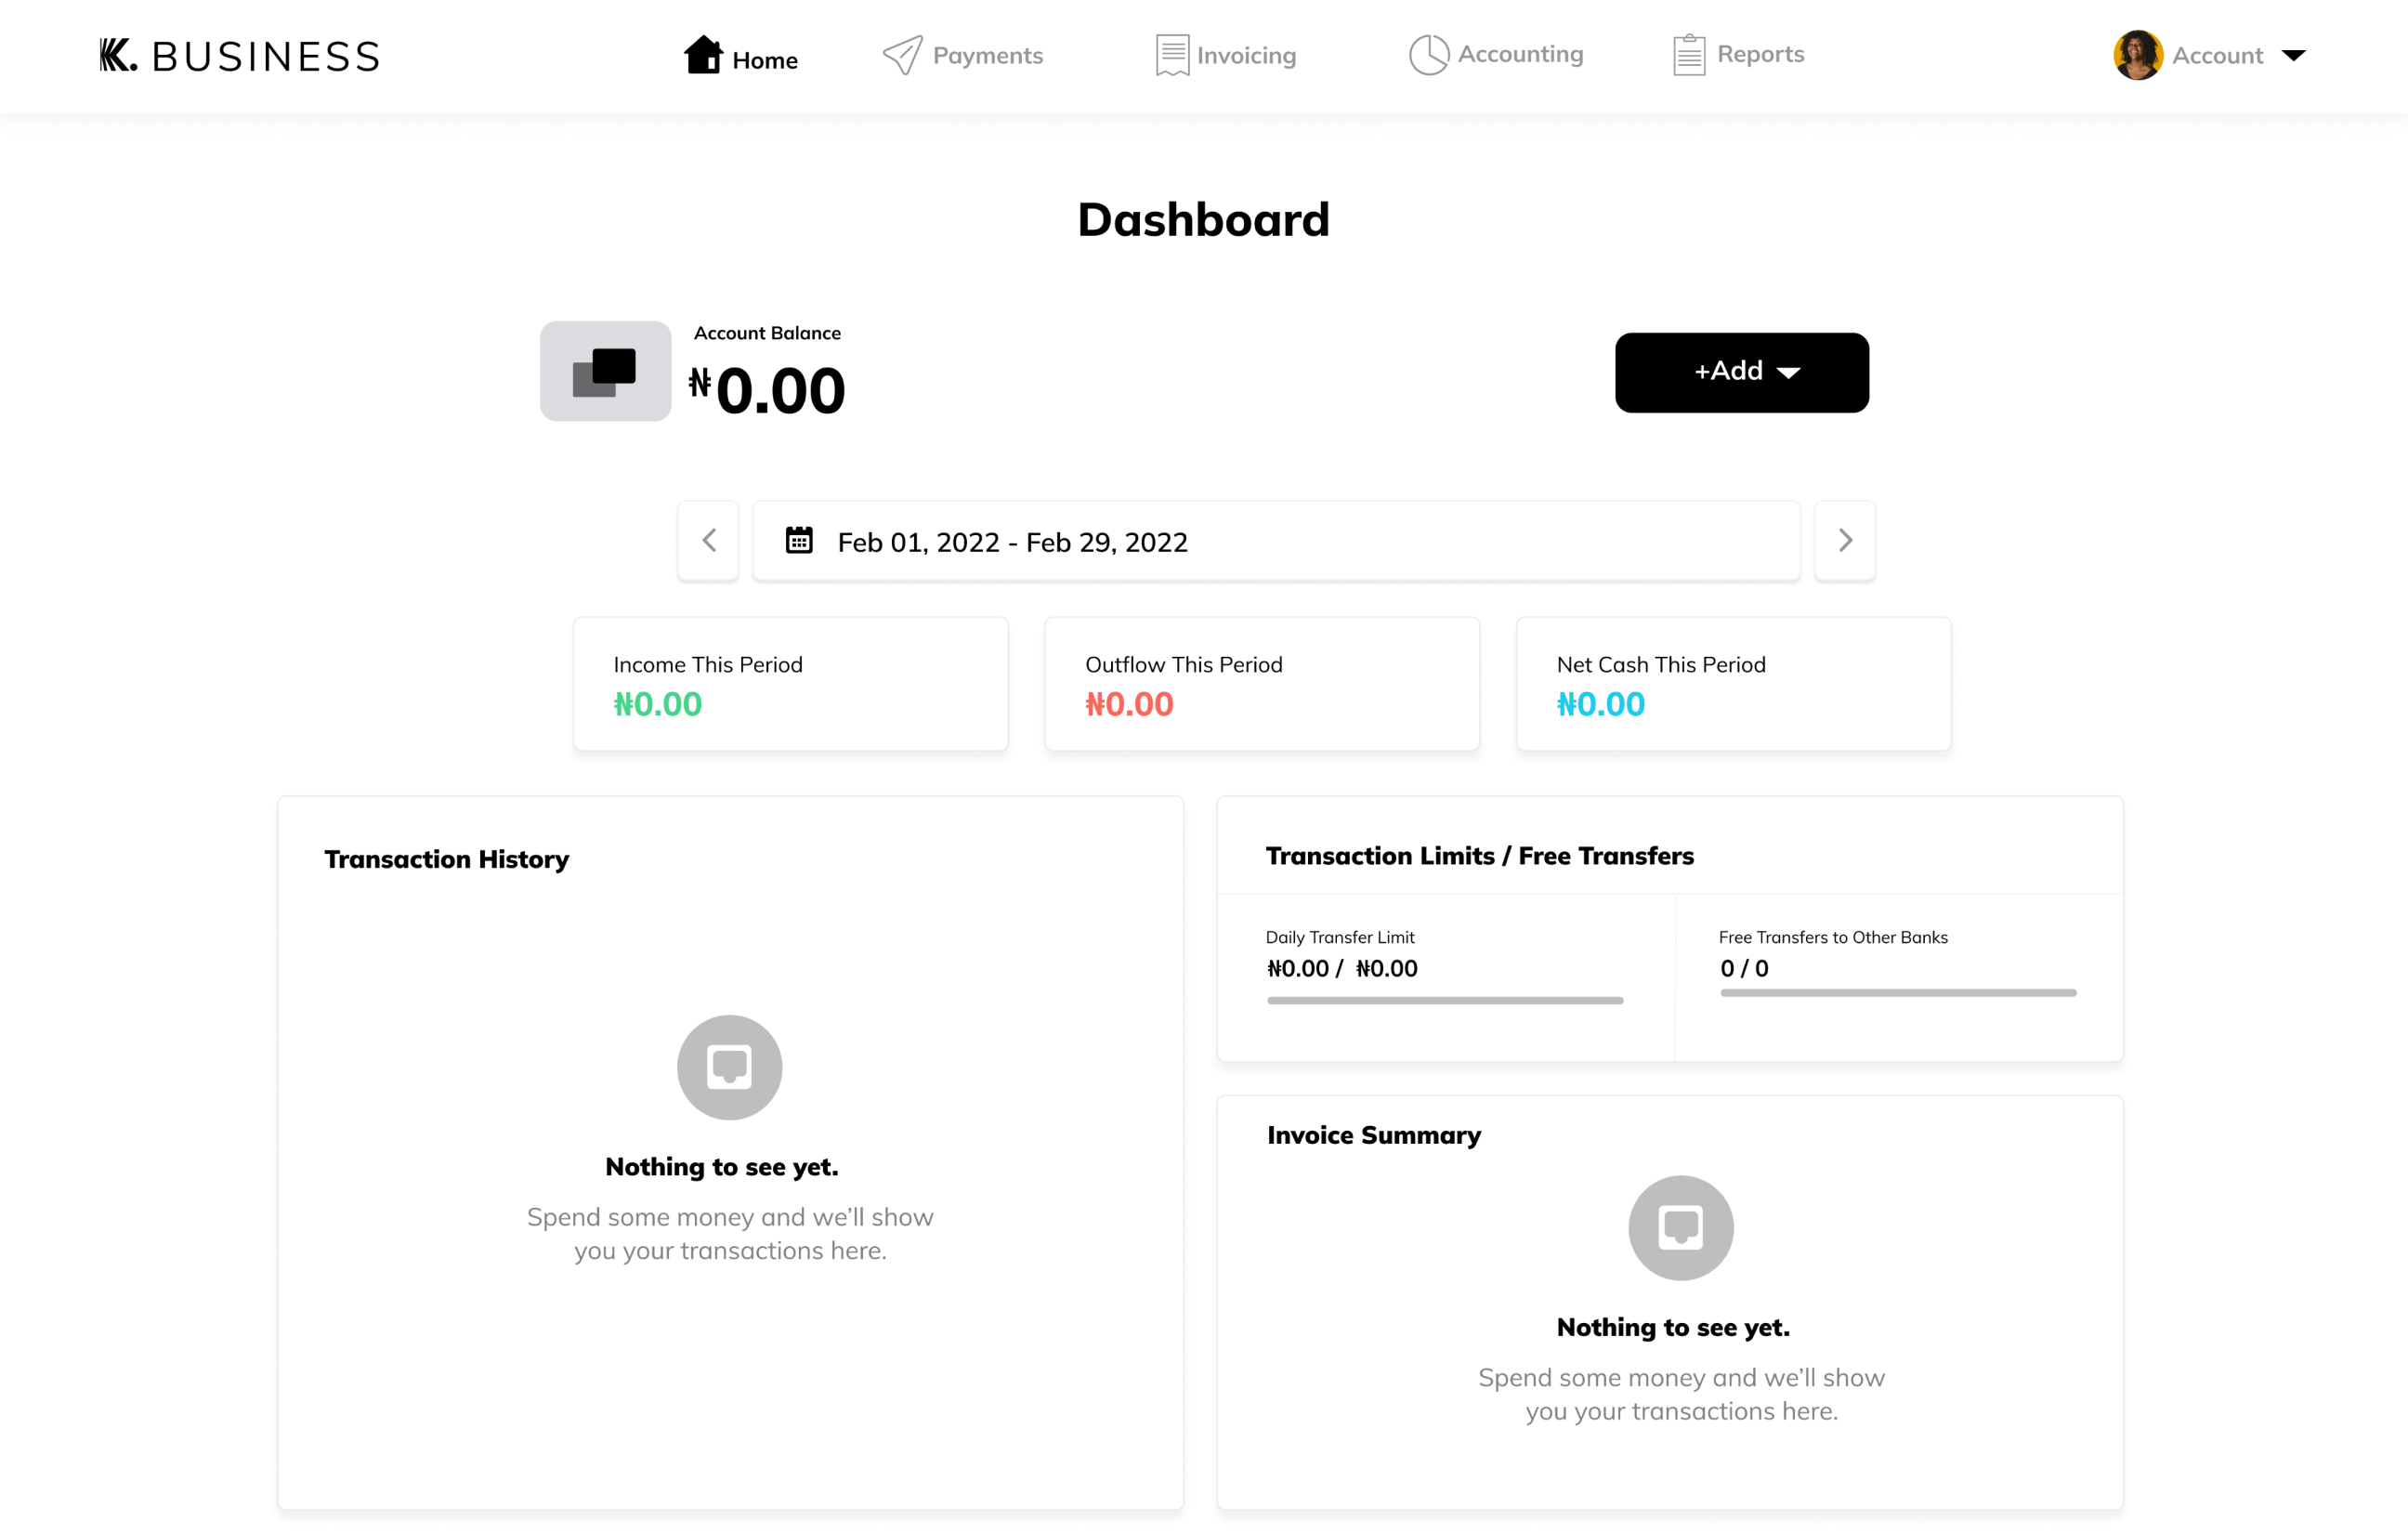 K. BUSINESS
Home
Payments
Invoicing
Accounting
Reports
Account
Dashboard
Account Balance
₦0.00
+Add
Feb 01, 2022 - Feb 29, 2022
Income This Period
₦0.00
Outflow This Period
₦0.00
Net Cash This Period
₦0.00
Transaction History
Nothing to see yet.
Spend some money and we’ll show
you your transactions here.
Transaction Limits / Free Transfers
Daily Transfer Limit
₦0.00 / ₦0.00
Free Transfers to Other Banks
0 / 0
Invoice Summary
Nothing to see yet.
Spend some money and we’ll show
you your transactions here.